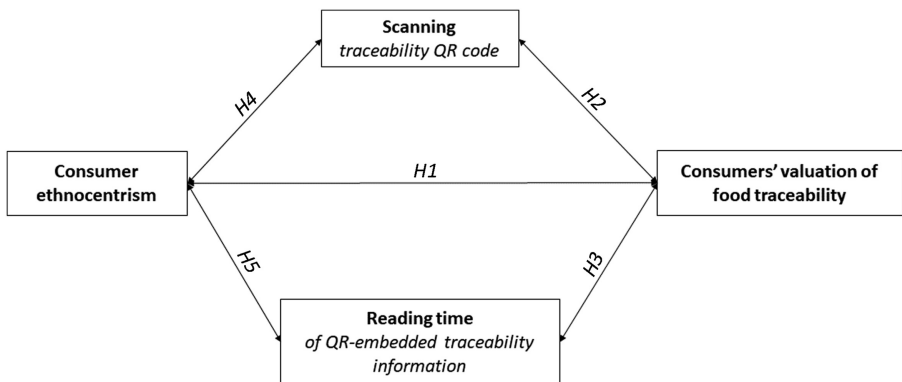 Scanning
traceability QR code
H4
H2
Consumer
ethnocentrism
H1
Consumers' valuation of
food traceability
H5
H3
Reading time
of QR-embedded traceability
information